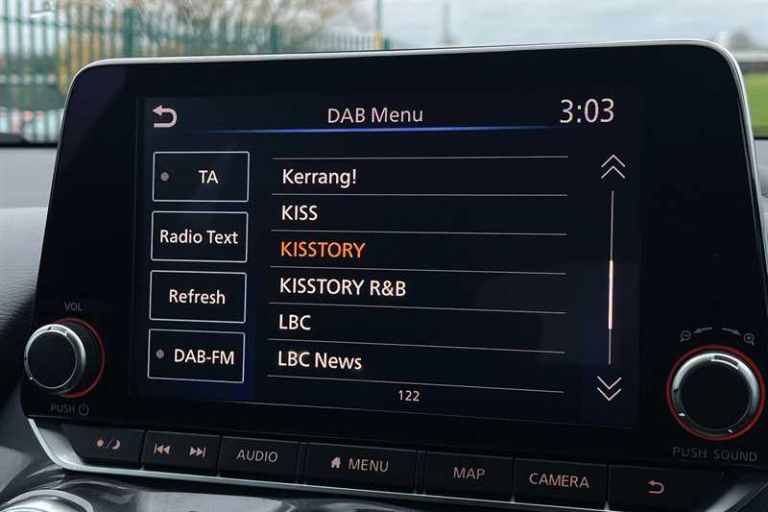 DAB Menu
3:03
TA
Radio Text
Refresh
DAB-FM
Kerrang!
KISS
KISSTORY
KISSTORY R&B
LBC
LBC News
122
VOL
PUSH
PUSH SOUND
AUDIO
MENU
MAP
CAMERA